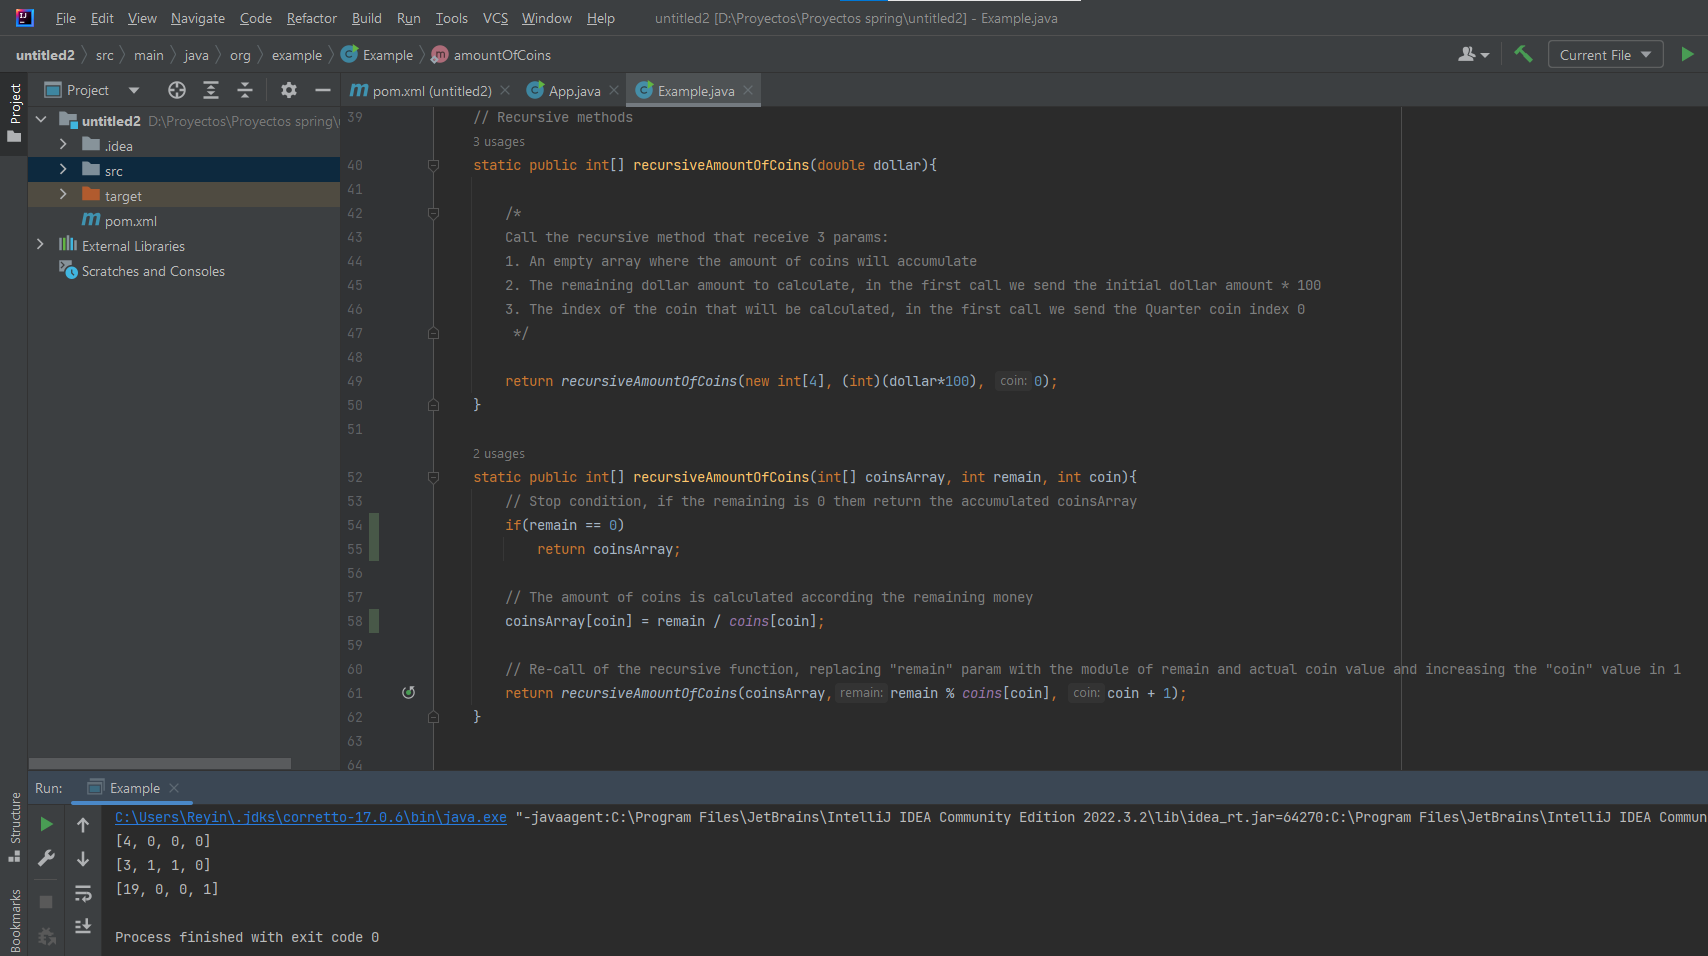 File Edit View Navigate Code Refactor Build Run Tools VCS Window Help untitled2 [D:\Proyectos\Proyectos spring\untitled2] - Example.java
untitled2 src main java org example Example amountOfCoins Current File
Project
Project
pom.xml (untitled2) App.java Example.java
untitled2 D:\Proyectos\Proyectos spring\
.idea
src
target
pom.xml
External Libraries
Scratches and Consoles
39 // Recursive methods
3 usages
40 static public int[] recursiveAmountOfCoins(double dollar){
41
42 /*
43 Call the recursive method that receive 3 params:
44 1. An empty array where the amount of coins will accumulate
45 2. The remaining dollar amount to calculate, in the first call we send the initial dollar amount * 100
46 3. The index of the coin that will be calculated, in the first call we send the Quarter coin index 0
47 */
48
49 return recursiveAmountOfCoins(new int[4], (int)(dollar*100), coin: 0);
50 }
51
2 usages
52 static public int[] recursiveAmountOfCoins(int[] coinsArray, int remain, int coin){
53 // Stop condition, if the remaining is 0 them return the accumulated coinsArray
54 if(remain == 0)
55 return coinsArray;
56
57 // The amount of coins is calculated according the remaining money
58 coinsArray[coin] = remain / coins[coin];
59
60 // Re-call of the recursive function, replacing "remain" param with the module of remain and actual coin value and increasing the "coin" value in 1
61 return recursiveAmountOfCoins(coinsArray, remain: remain % coins[coin], coin: coin + 1);
62 }
63
64
Structure
Bookmarks
Run: Example
C:\Users\Reyin\.jdks\corretto-17.0.6\bin\java.exe "-javaagent:C:\Program Files\JetBrains\IntelliJ IDEA Community Edition 2022.3.2\lib\idea_rt.jar=64270:C:\Program Files\JetBrains\IntelliJ IDEA Commun
[4, 0, 0, 0]
[3, 1, 1, 0]
[19, 0, 0, 1]
Process finished with exit code 0